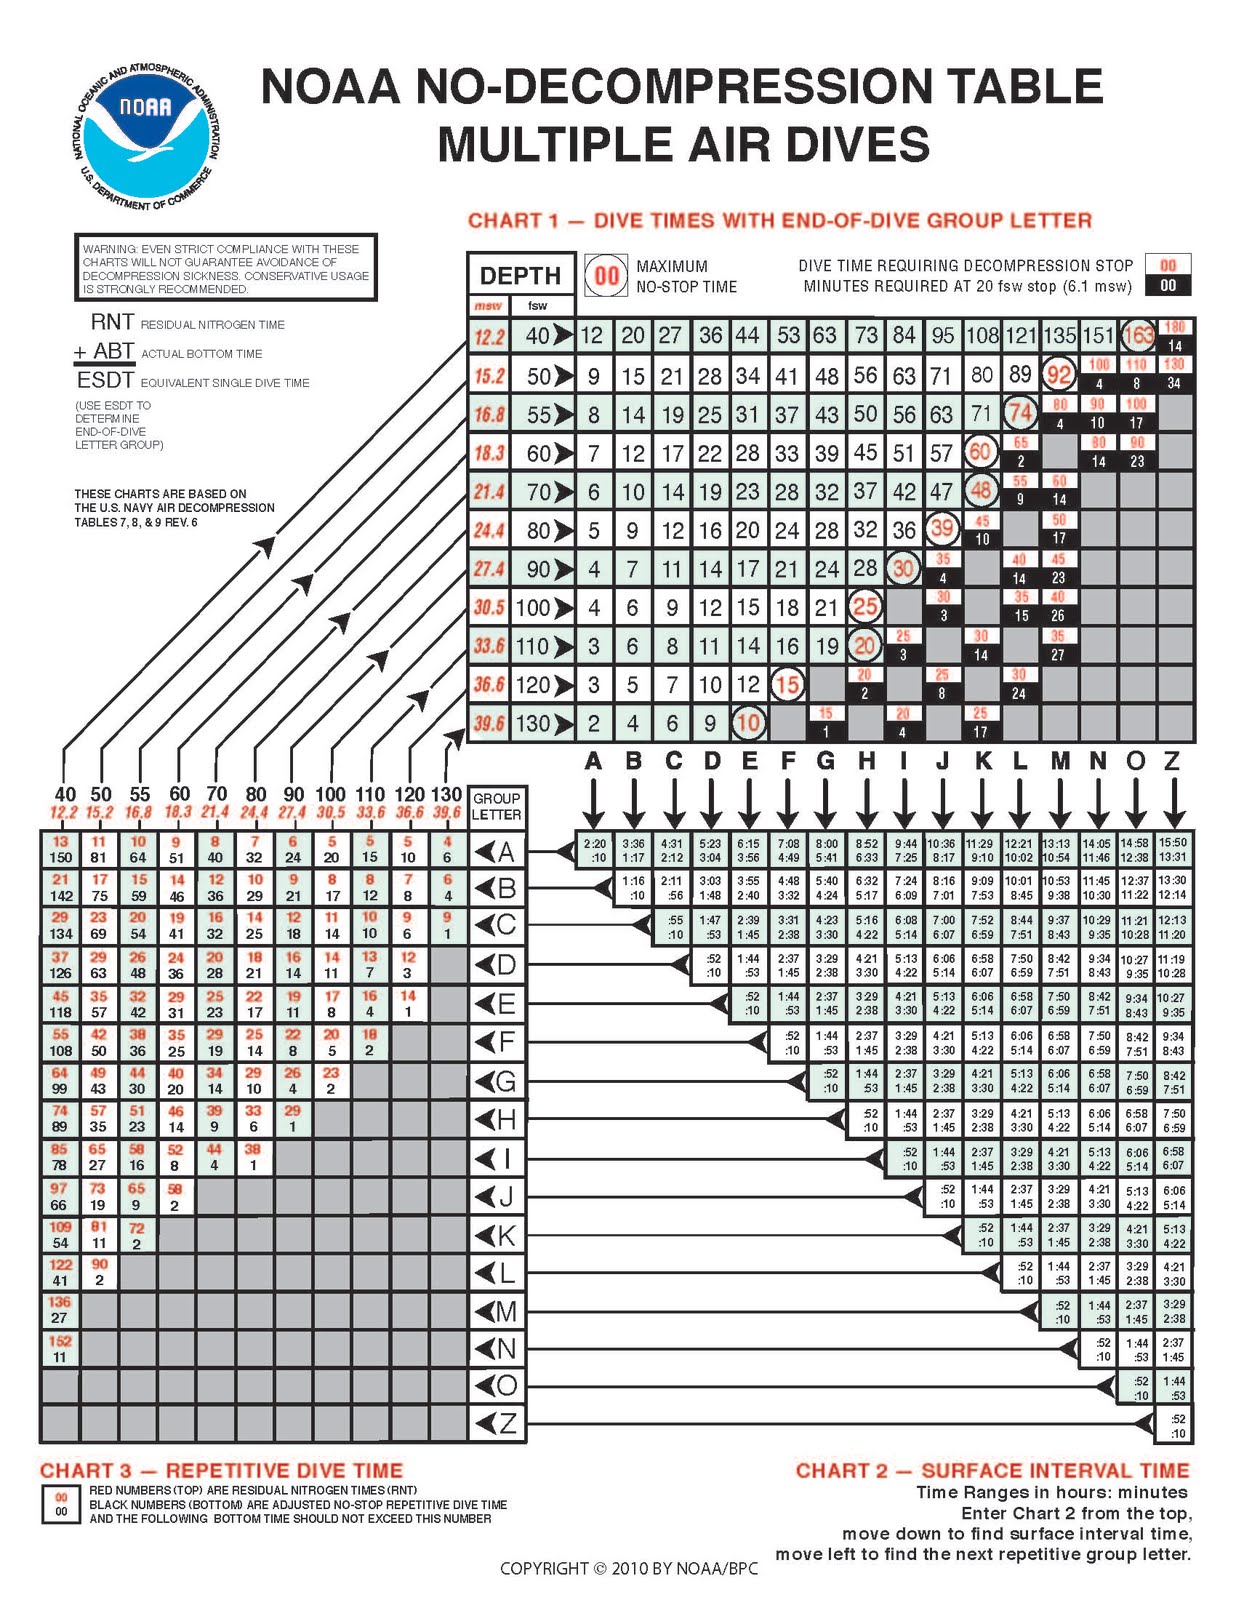 NATIONAL OCEANIC AND ATMOSPHERIC ADMINISTRATION
NOAA
U.S. DEPARTMENT OF COMMERCE
NOAA NO-DECOMPRESSION TABLE
MULTIPLE AIR DIVES
WARNING: EVEN STRICT COMPLIANCE WITH THESE
CHARTS WILL NOT GUARANTEE AVOIDANCE OF
DECOMPRESSION SICKNESS. CONSERVATIVE USAGE
IS STRONGLY RECOMMENDED.
RNT RESIDUAL NITROGEN TIME
+ ABT ACTUAL BOTTOM TIME
ESDT EQUIVALENT SINGLE DIVE TIME
(USE ESDT TO
DETERMINE
END-OF-DIVE
LETTER GROUP)
THESE CHARTS ARE BASED ON
THE U.S. NAVY AIR DECOMPRESSION
TABLES 7, 8, & 9 REV. 6
CHART 1 — DIVE TIMES WITH END-OF-DIVE GROUP LETTER
DEPTH
msw fsw
00 MAXIMUM
NO-STOP TIME
DIVE TIME REQUIRING DECOMPRESSION STOP 00
MINUTES REQUIRED AT 20 fsw stop (6.1 msw) 00
12.2 40 12 20 27 36 44 53 63 73 84 95 108 121 135 151 163 180
14
15.2 50 9 15 21 28 34 41 48 56 63 71 80 89 92 100 110 130
4 8 34
16.8 55 8 14 19 25 31 37 43 50 56 63 71 74 80 90 100
4 10 17
18.3 60 7 12 17 22 28 33 39 45 51 57 60 65 80 90
2 14 23
21.4 70 6 10 14 19 23 28 32 37 42 47 48 55 60
9 14
24.4 80 5 9 12 16 20 24 28 32 36 39 45 50
10 17
27.4 90 4 7 11 14 17 21 24 28 30 35 40 45
4 14 23
30.5 100 4 6 9 12 15 18 21 25 30 35 40
3 15 26
33.6 110 3 6 8 11 14 16 19 20 25 30 35
3 14 27
36.6 120 3 5 7 10 12 15 20 25 30
2 8 24
39.6 130 2 4 6 9 10 15 20 25
1 4 17
A B C D E F G H I J K L M N O Z
40 50 55 60 70 80 90 100 110 120 130
12.2 15.2 16.8 18.3 21.4 24.4 27.4 30.5 33.6 36.6 39.6
GROUP
LETTER
13 11 10 9 8 7 6 5 5 5 4
150 81 64 51 40 32 24 20 15 10 6
A
2:20 3:36 4:31 5:23 6:15 7:08 8:00 8:52 9:44 10:36 11:29 12:21 13:13 14:05 14:58 15:50
:10 1:17 2:12 3:04 3:56 4:49 5:41 6:33 7:25 8:17 9:10 10:02 10:54 11:46 12:38 13:31
21 17 15 14 12 10 9 8 8 7 6
142 75 59 46 36 29 21 17 12 8 4
B
1:16 2:11 3:03 3:55 4:48 5:40 6:32 7:24 8:16 9:09 10:01 10:53 11:45 12:37 13:30
:10 :56 1:48 2:40 3:32 4:24 5:17 6:09 7:01 7:53 8:45 9:38 10:30 11:22 12:14
29 23 20 19 16 14 12 11 10 9 9
134 69 54 41 32 25 18 14 10 6 1
C
:55 1:47 2:39 3:31 4:23 5:16 6:08 7:00 7:52 8:44 9:37 10:29 11:21 12:13
:10 :53 1:45 2:38 3:30 4:22 5:14 6:07 6:59 7:51 8:43 9:35 10:28 11:20
37 29 26 24 20 18 16 14 13 12
126 63 48 36 28 21 14 11 7 3
D
:52 1:44 2:37 3:29 4:21 5:13 6:06 6:58 7:50 8:42 9:34 10:27 11:19
:10 :53 1:45 2:38 3:30 4:22 5:14 6:07 6:59 7:51 8:43 9:35 10:28
45 35 32 29 25 22 19 17 16 14
118 57 42 31 23 17 11 8 4 1
E
:52 1:44 2:37 3:29 4:21 5:13 6:06 6:58 7:50 8:42 9:34 10:27
:10 :53 1:45 2:38 3:30 4:22 5:14 6:07 6:59 7:51 8:43 9:35
55 42 38 35 29 25 22 20 18
108 50 36 25 19 14 8 5 2
F
:52 1:44 2:37 3:29 4:21 5:13 6:06 6:58 7:50 8:42 9:34
:10 :53 1:45 2:38 3:30 4:22 5:14 6:07 6:59 7:51 8:43
64 49 44 40 34 29 26 23
99 43 30 20 14 10 4 2
G
:52 1:44 2:37 3:29 4:21 5:13 6:06 6:58 7:50 8:42
:10 :53 1:45 2:38 3:30 4:22 5:14 6:07 6:59 7:51
74 57 51 46 39 33 29
89 35 23 14 9 6 1
H
:52 1:44 2:37 3:29 4:21 5:13 6:06 6:58 7:50
:10 :53 1:45 2:38 3:30 4:22 5:14 6:07 6:59
85 65 58 52 44 38
78 27 16 8 4 1
I
:52 1:44 2:37 3:29 4:21 5:13 6:06 6:58
:10 :53 1:45 2:38 3:30 4:22 5:14 6:07
97 73 65 58
66 19 9 2
J
:52 1:44 2:37 3:29 4:21 5:13 6:06
:10 :53 1:45 2:38 3:30 4:22 5:14
109 81 72
54 11 2
K
:52 1:44 2:37 3:29 4:21 5:13
:10 :53 1:45 2:38 3:30 4:22
122 90
41 2
L
:52 1:44 2:37 3:29 4:21
:10 :53 1:45 2:38 3:30
136
27
M
:52 1:44 2:37 3:29
:10 :53 1:45 2:38
152
11
N
:52 1:44 2:37
:10 :53 1:45
O
:52 1:44
:10 :53
Z
:52
:10
CHART 3 — REPETITIVE DIVE TIME
00
00
RED NUMBERS (TOP) ARE RESIDUAL NITROGEN TIMES (RNT)
BLACK NUMBERS (BOTTOM) ARE ADJUSTED NO-STOP REPETITIVE DIVE TIME
AND THE FOLLOWING BOTTOM TIME SHOULD NOT EXCEED THIS NUMBER
CHART 2 — SURFACE INTERVAL TIME
Time Ranges in hours: minutes
Enter Chart 2 from the top,
move down to find surface interval time,
move left to find the next repetitive group letter.
COPYRIGHT © 2010 BY NOAA/BPC